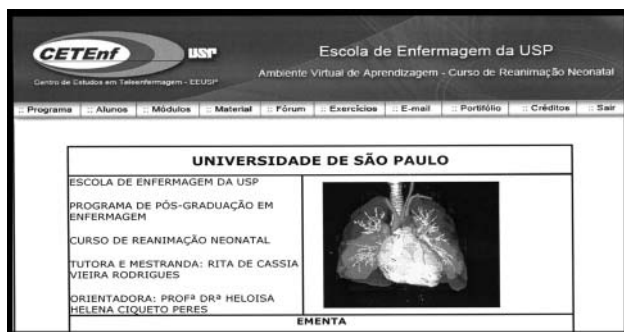 CETEnf
USP
Centro de Estudos em Teleenfermagem - EEUSP
Escola de Enfermagem da USP
Ambiente Virtual de Aprendizagem - Curso de Reanimação Neonatal
:: Programa :: Alunos :: Módulos :: Material :: Fórum :: Exercícios :: E-mail :: Portifólio :: Créditos :: Sair
UNIVERSIDADE DE SÃO PAULO
ESCOLA DE ENFERMAGEM DA USP
PROGRAMA DE PÓS-GRADUAÇÃO EM
ENFERMAGEM
CURSO DE REANIMAÇÃO NEONATAL
TUTORA E MESTRANDA: RITA DE CASSIA
VIEIRA RODRIGUES
ORIENTADORA: PROFª DRª HELOISA
HELENA CIQUETO PERES
EMENTA